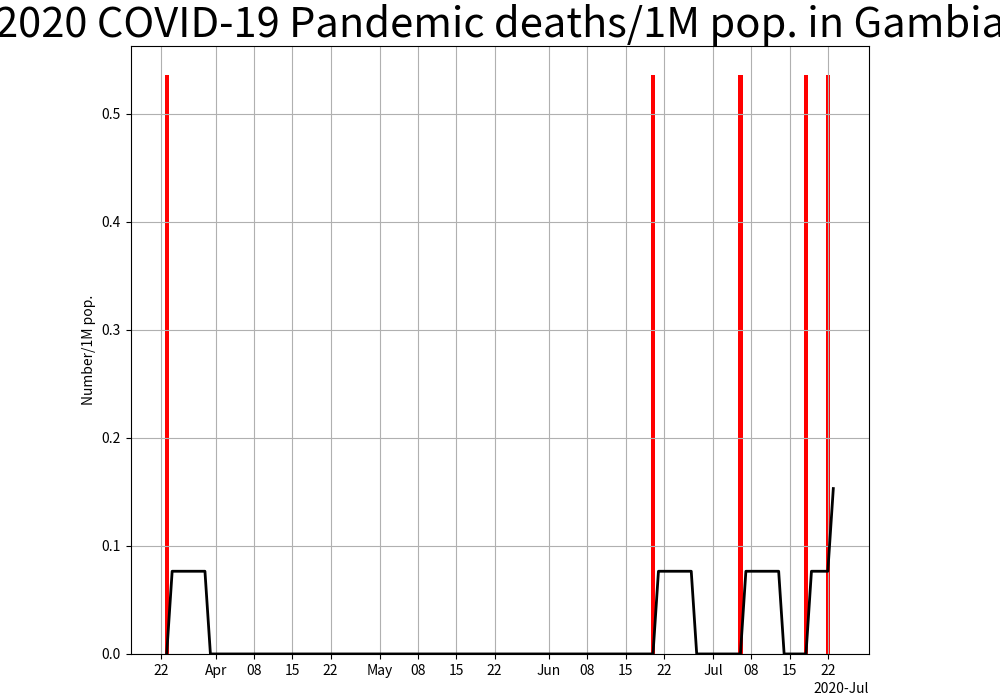 2020 COVID-19 Pandemic deaths/1M pop. in Gambia
Number/1M pop.
0.5
0.4
0.3
0.2
0.1
0.0
22 Apr 08 15 22 May 08 15 22 Jun 08 15 22 Jul 08 15 22
2020-Jul